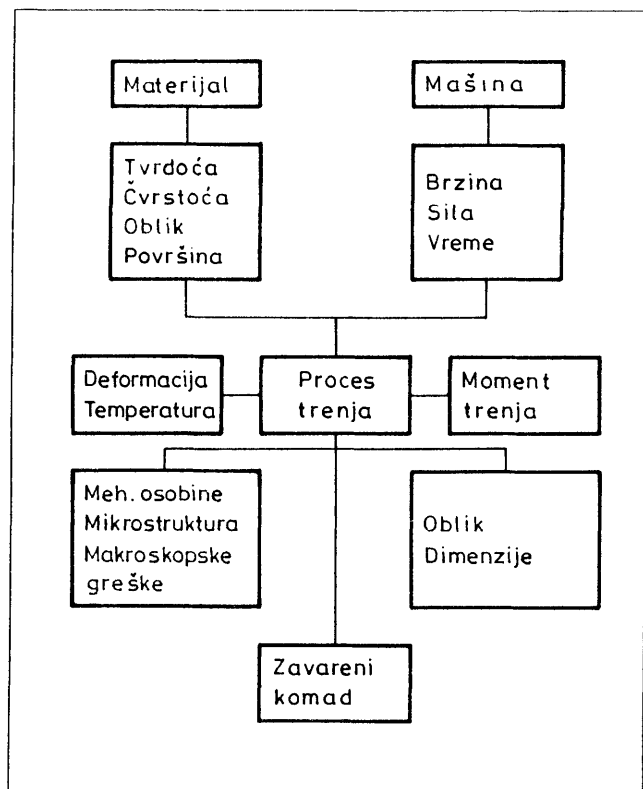 Materijal
Mašina
Tvrdoća
Čvrstoća
Oblik
Površina
Brzina
Sila
Vreme
Deformacija
Temperatura
Proces
trenja
Moment
trenja
Meh. osobine
Mikrostruktura
Makroskopske
greške
Oblik
Dimenzije
Zavareni
komad